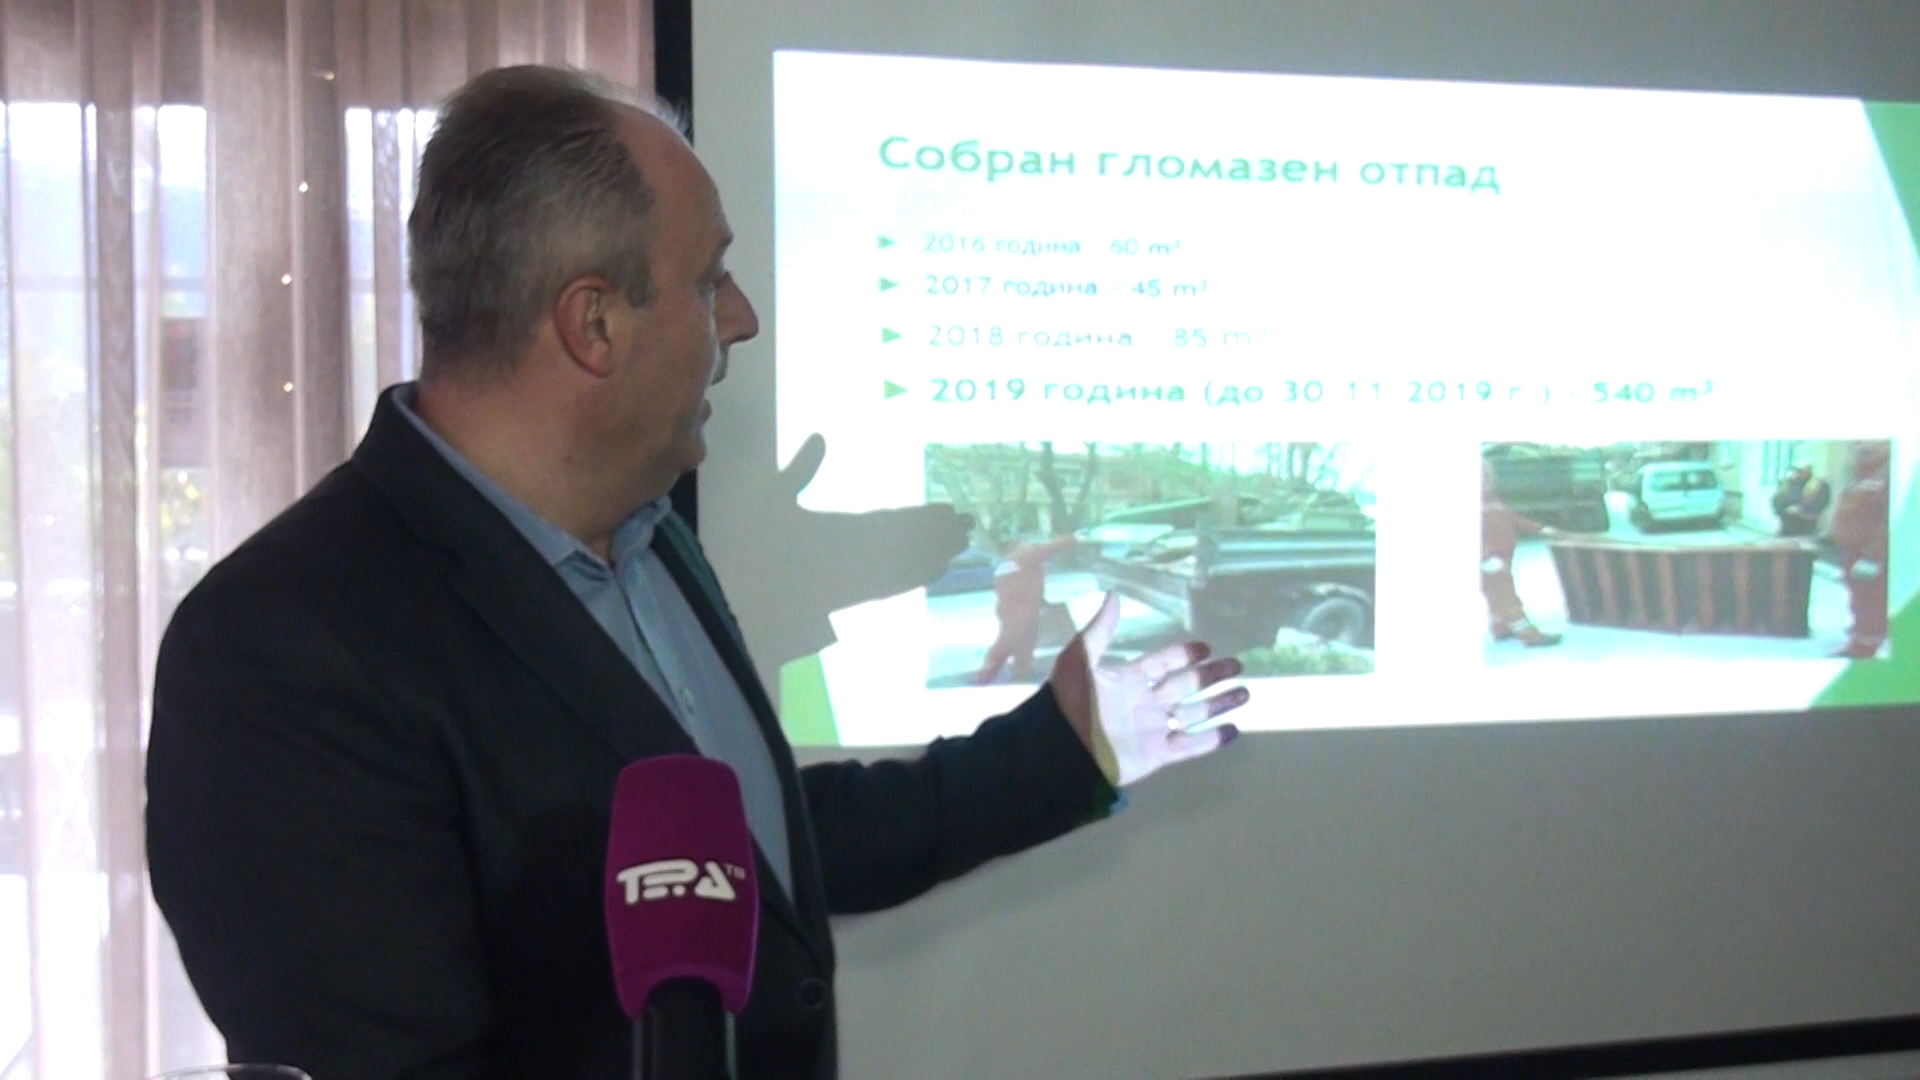 Собран гломазен отпад
► 2016 година - 60 m³
► 2017 година - 45 m³
► 2018 година - 85 m³
► 2019 година (до 30.11.2019 г.) - 540 m³
ТЕРА ТВ